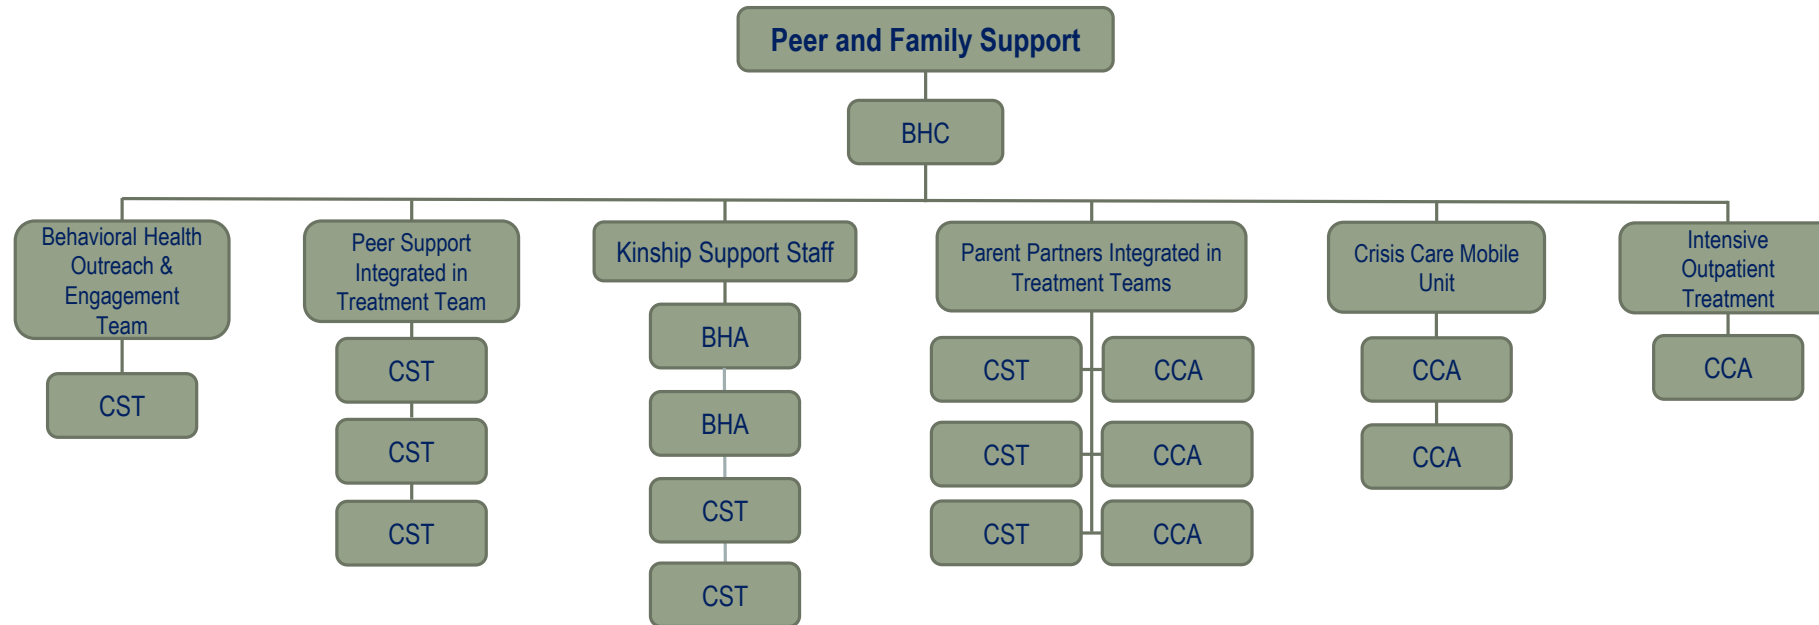 Peer and Family Support
BHC
Behavioral Health
Outreach &
Engagement
Team
CST
Peer Support
Integrated in
Treatment Team
CST
CST
CST
Kinship Support Staff
BHA
BHA
CST
CST
Parent Partners Integrated in
Treatment Teams
CST
CCA
CST
CCA
CST
CCA
Crisis Care Mobile
Unit
CCA
CCA
Intensive
Outpatient
Treatment
CCA